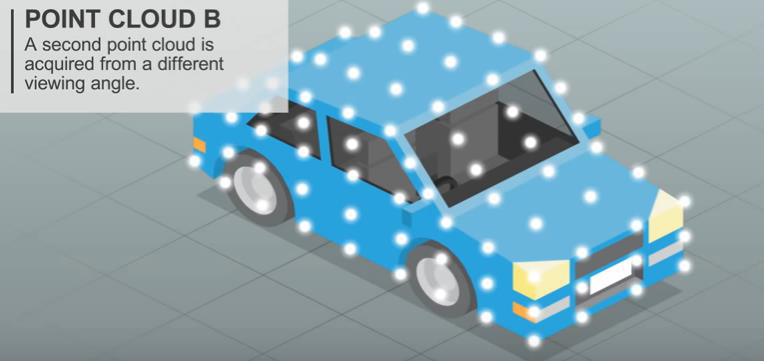 POINT CLOUD B
A second point cloud is
acquired from a different
viewing angle.